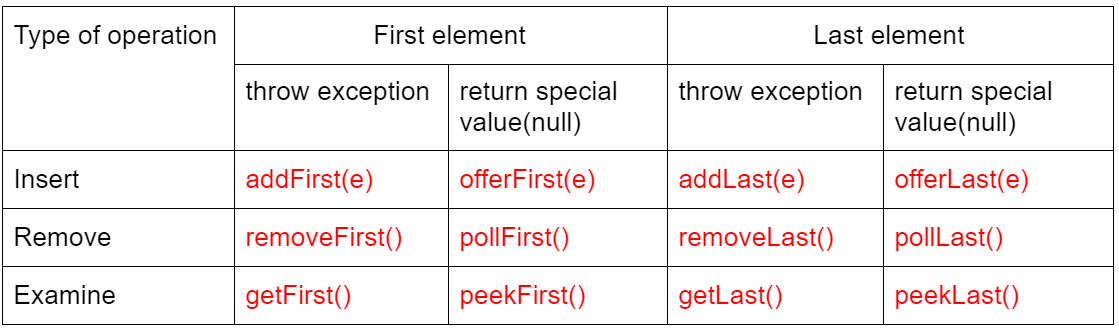 Type of operation First element Last element
throw exception return special throw exception return special
value(null) value(null)
Insert addFirst(e) offerFirst(e) addLast(e) offerLast(e)
Remove removeFirst() pollFirst() removeLast() pollLast()
Examine getFirst() peekFirst() getLast() peekLast()